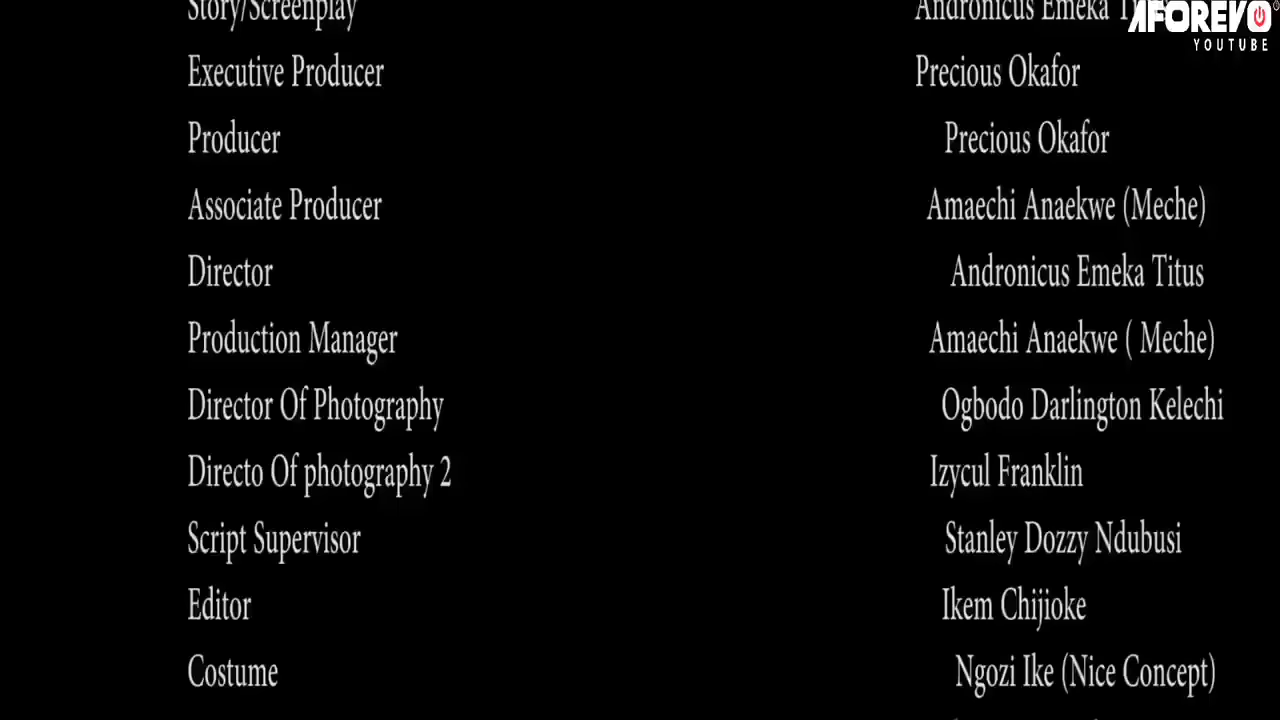 Story/Screenplay Andronicus Emeka
AFOREVO
YOUTUBE
Executive Producer Precious Okafor
Producer Precious Okafor
Associate Producer Amaechi Anaekwe (Meche)
Director Andronicus Emeka Titus
Production Manager Amaechi Anaekwe ( Meche)
Director Of Photography Ogbodo Darlington Kelechi
Directo Of photography 2 Izycul Franklin
Script Supervisor Stanley Dozzy Ndubusi
Editor Ikem Chijioke
Costume Ngozi Ike (Nice Concept)